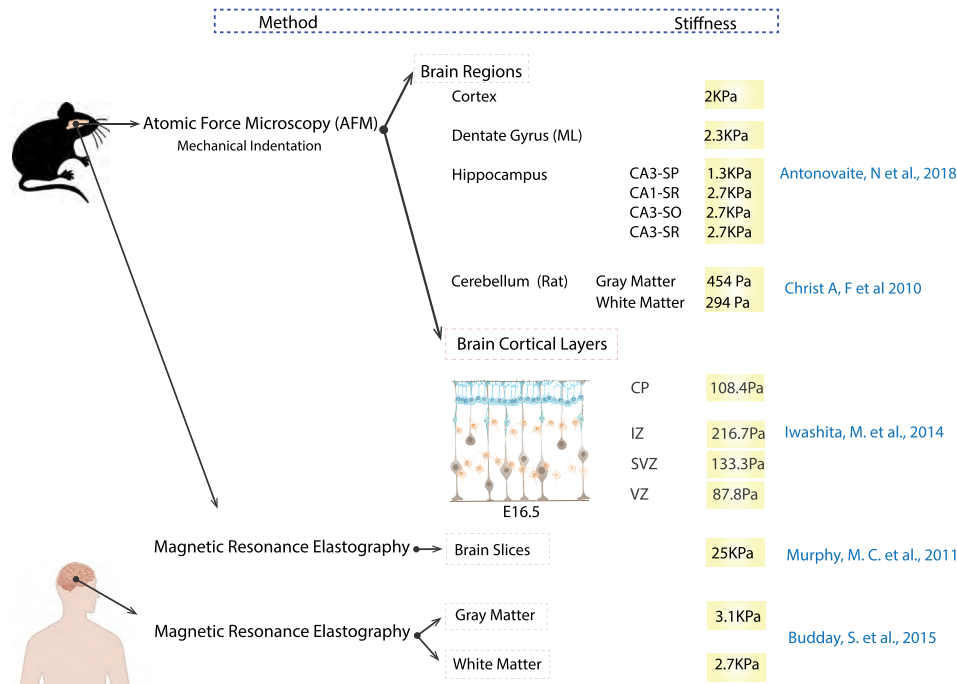 Method Stiffness
Brain Regions
Cortex 2KPa
Atomic Force Microscopy (AFM)
Mechanical Indentation
Dentate Gyrus (ML) 2.3KPa
Hippocampus CA3-SP 1.3KPa Antonovaite, N et al., 2018
CA1-SR 2.7KPa
CA3-SO 2.7KPa
CA3-SR 2.7KPa
Cerebellum (Rat) Gray Matter 454 Pa Christ A, F et al 2010
White Matter 294 Pa
Brain Cortical Layers
CP 108.4Pa
IZ 216.7Pa Iwashita, M. et al., 2014
SVZ 133.3Pa
VZ 87.8Pa
E16.5
Magnetic Resonance Elastography Brain Slices 25KPa Murphy, M. C. et al., 2011
Gray Matter 3.1KPa
Magnetic Resonance Elastography Budday, S. et al., 2015
White Matter 2.7KPa